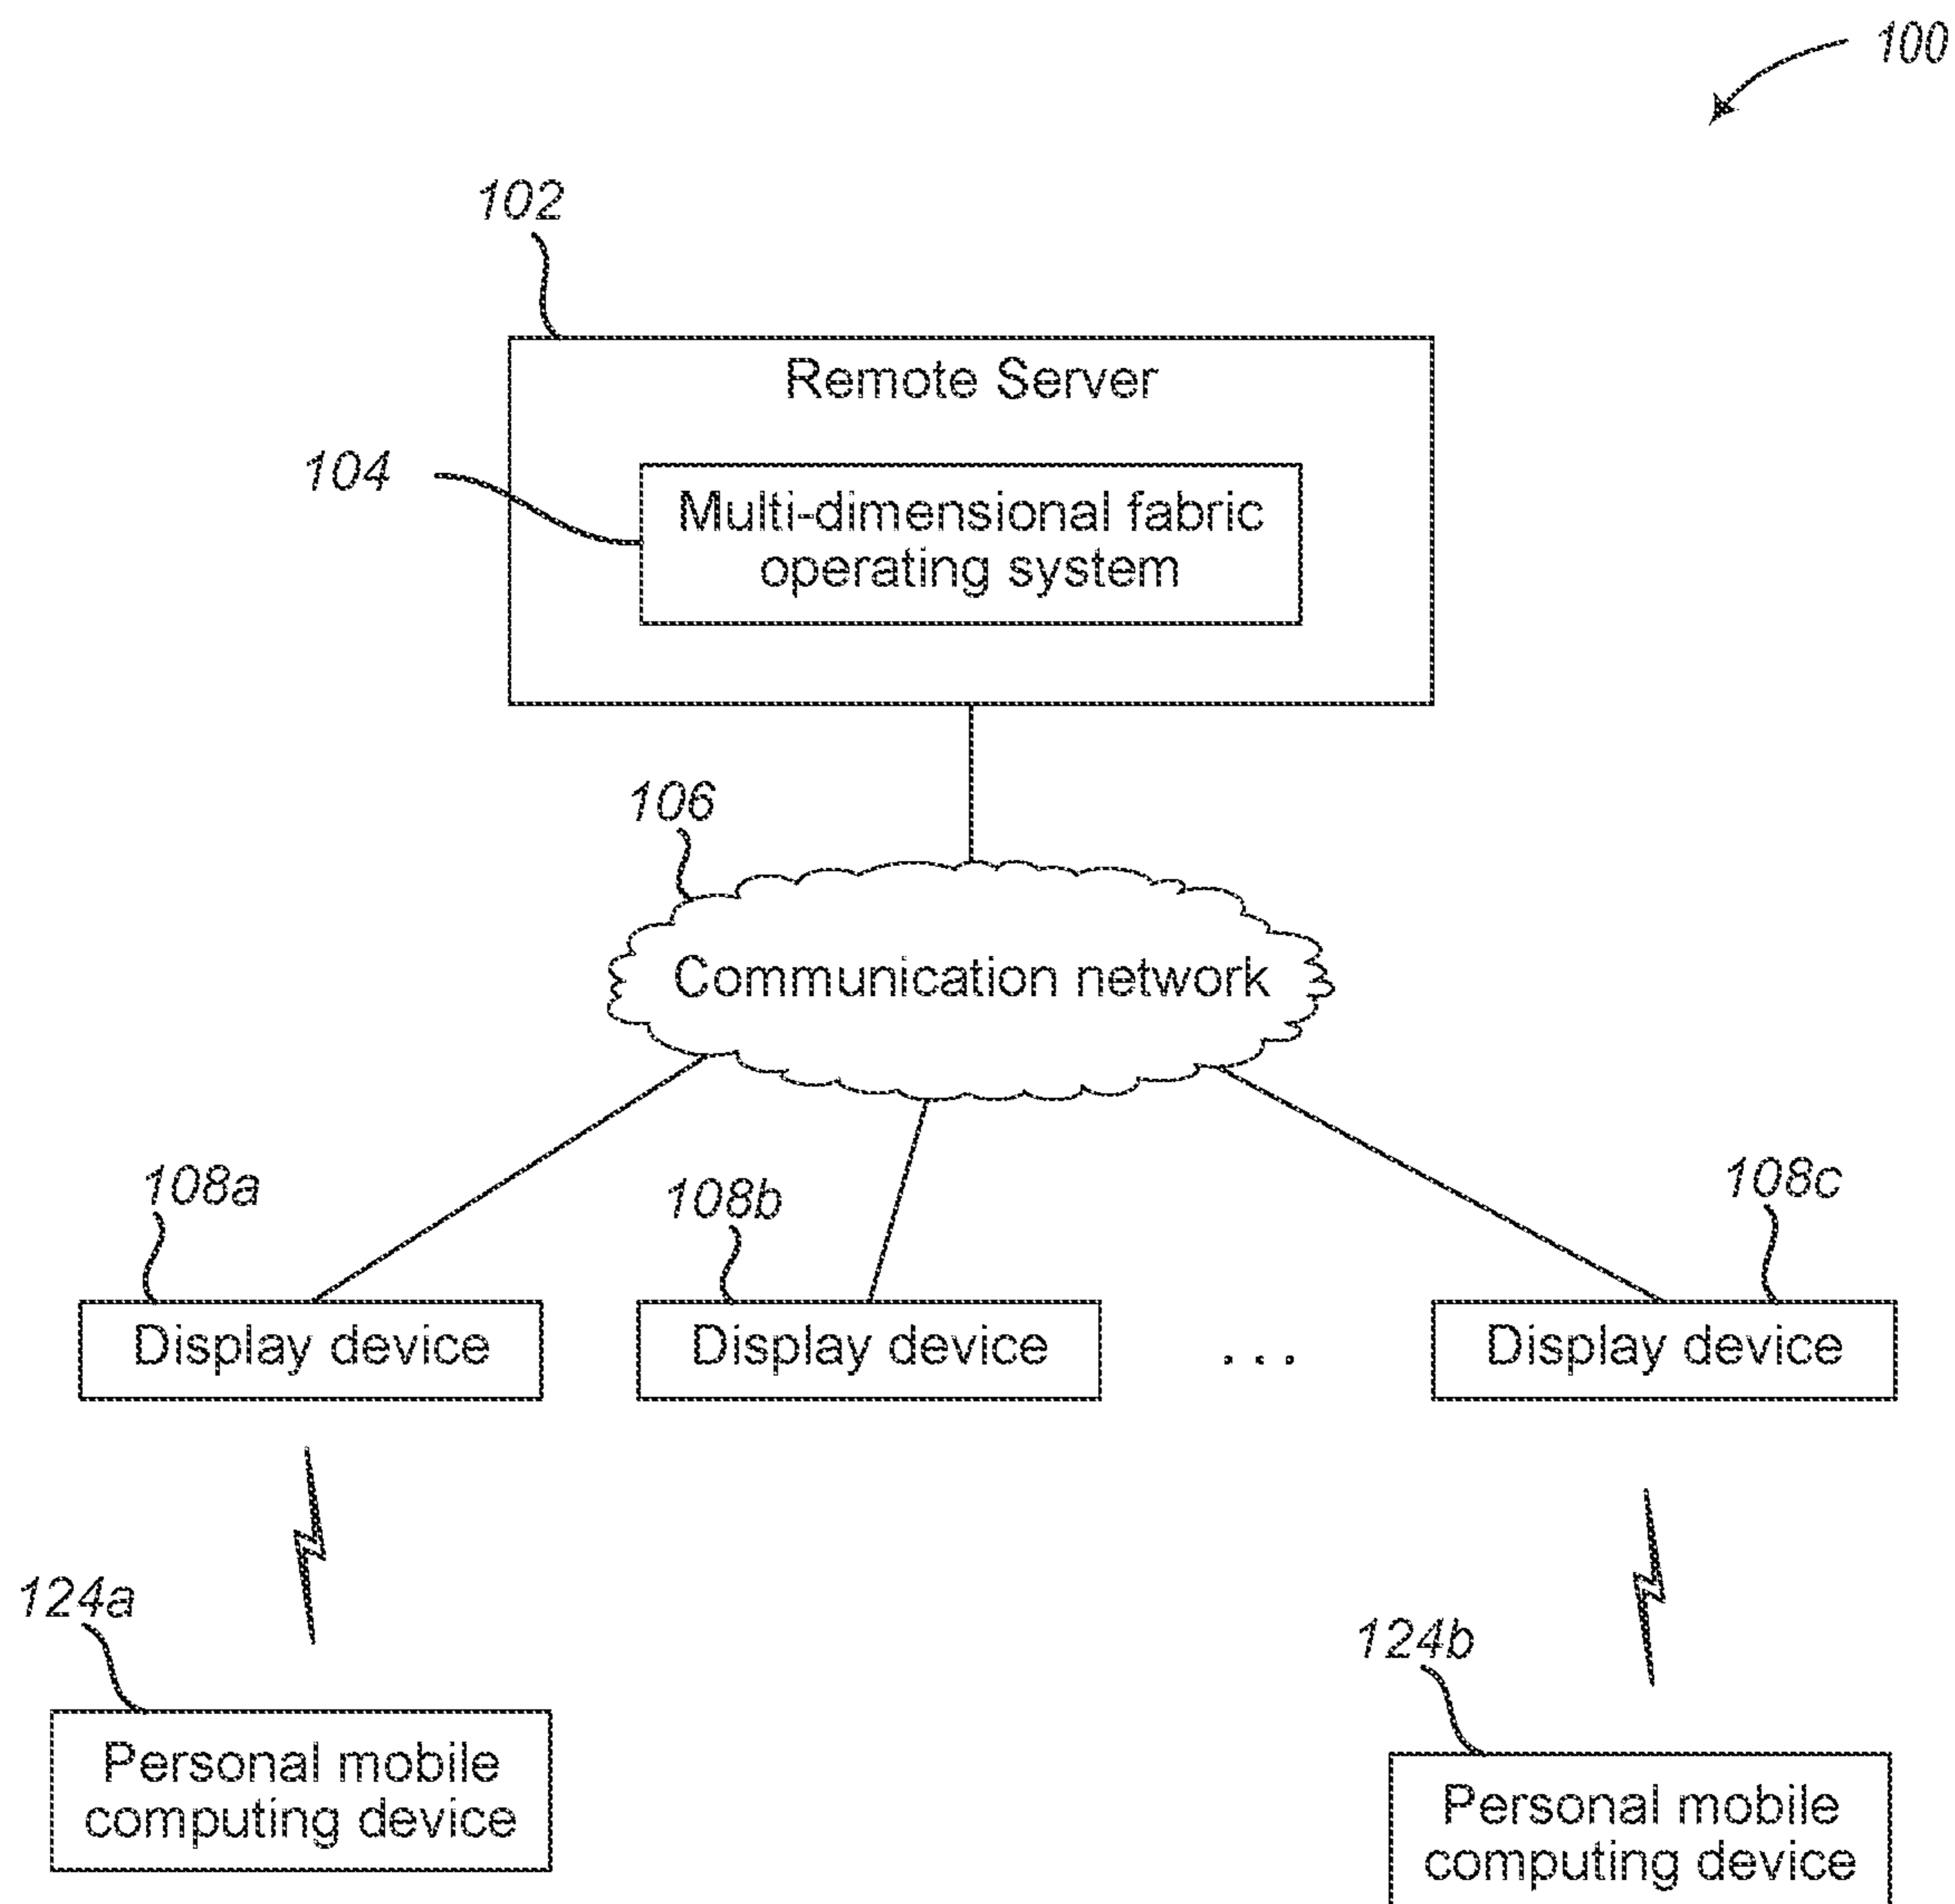 100
102
Remote Server
104
Multi-dimensional fabric
operating system
106
Communication network
108a
108b
108c
Display device
Display device
...
Display device
124a
124b
Personal mobile
computing device
Personal mobile
computing device